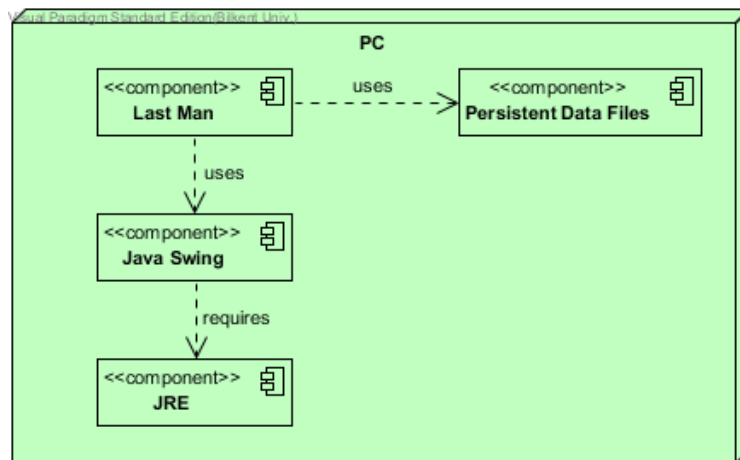 Visual Paradigm Standard Edition(Bilkent Univ.)
PC
<<component>>
Last Man
uses
<<component>>
Persistent Data Files
uses
<<component>>
Java Swing
requires
<<component>>
JRE